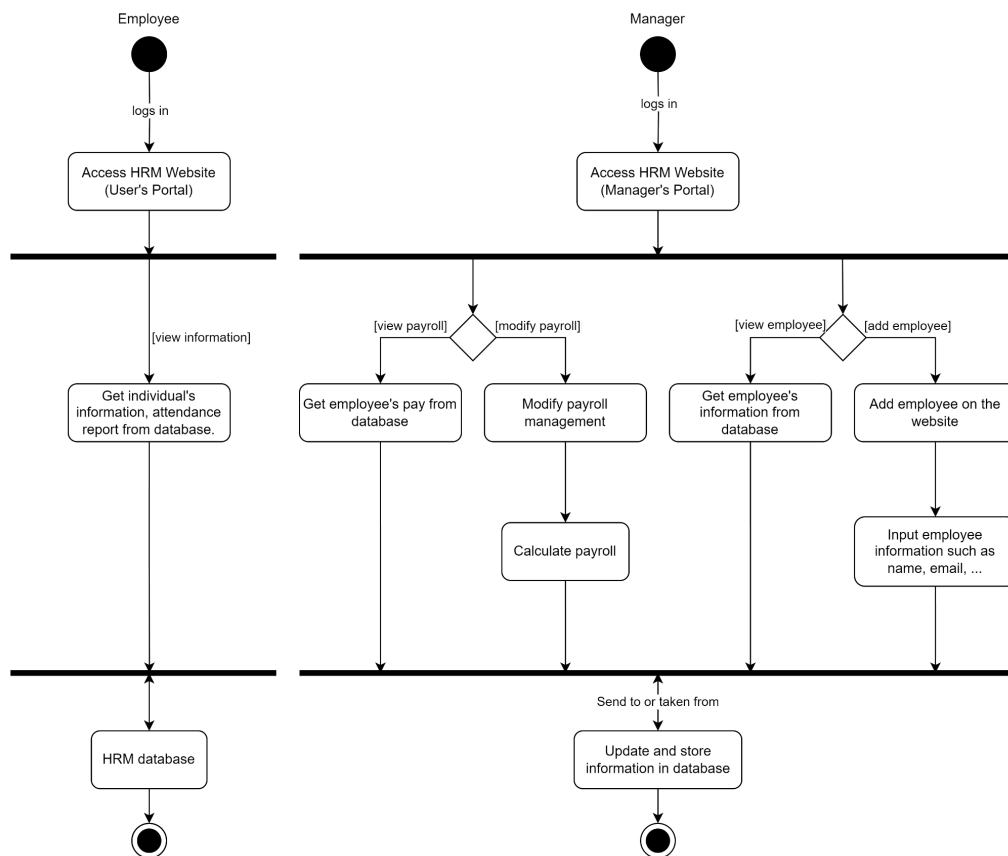 Employee
Manager
logs in
logs in
Access HRM Website
(User's Portal)
Access HRM Website
(Manager's Portal)
[view information]
[view payroll]
[modify payroll]
[view employee]
[add employee]
Get individual's
information, attendance
report from database.
Get employee's pay from
database
Modify payroll
management
Get employee's
information from
database
Add employee on the
website
Calculate payroll
Input employee
information such as
name, email, ...
Send to or taken from
HRM database
Update and store
information in database